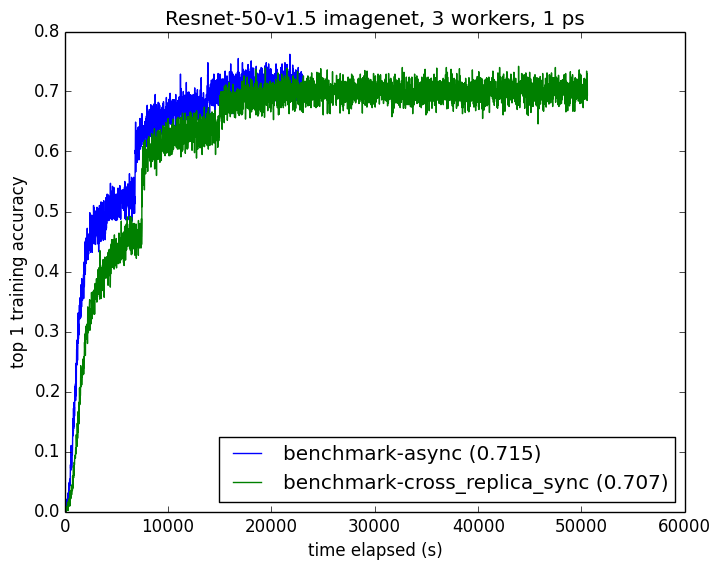 Resnet-50-v1.5 imagenet, 3 workers, 1 ps
0.8
0.7
0.6
0.5
0.4
0.3
0.2
0.1
0.0
top 1 training accuracy
benchmark-async (0.715)
benchmark-cross_replica_sync (0.707)
0 10000 20000 30000 40000 50000 60000
time elapsed (s)